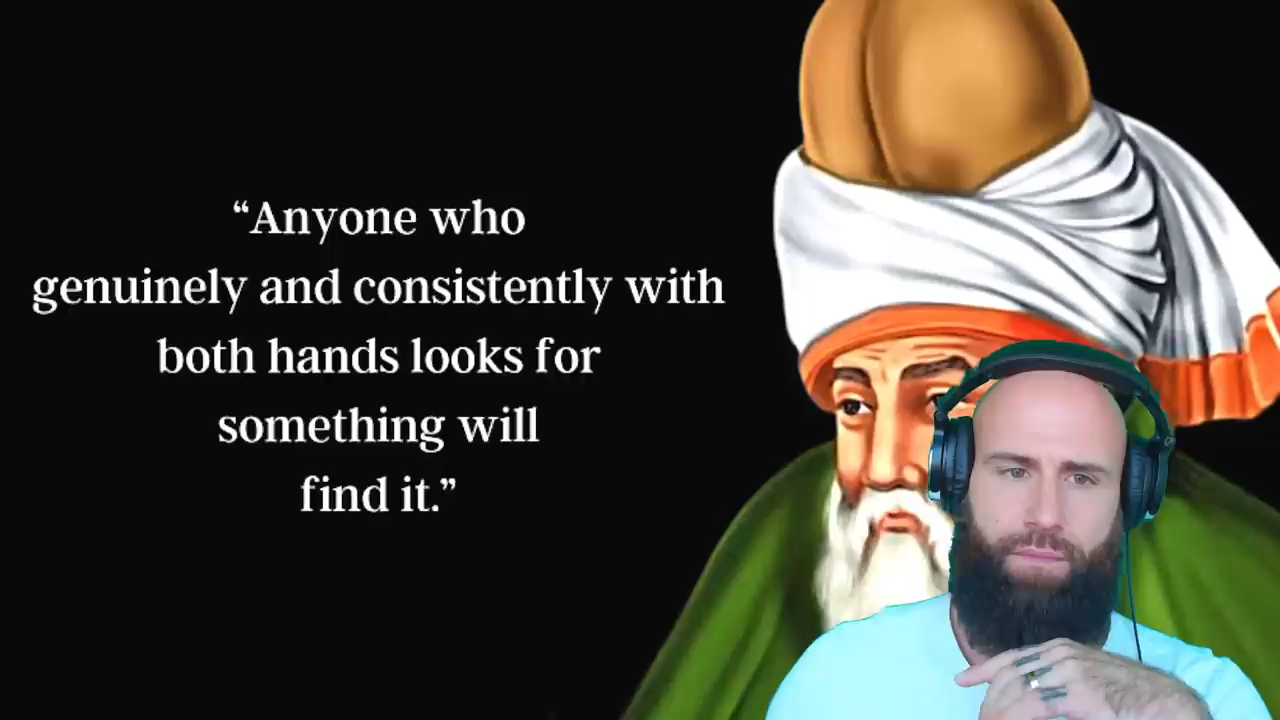 “Anyone who
genuinely and consistently with
both hands looks for
something will
find it.”